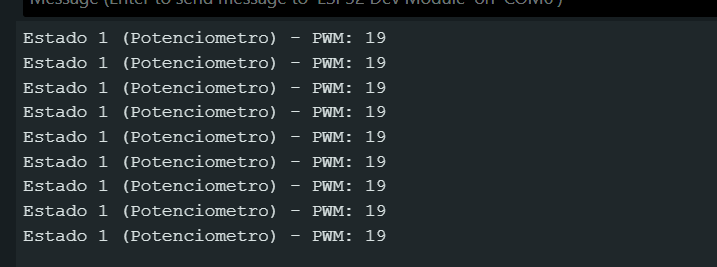 Message (Enter to send message to 'ESP32 Dev Module' on 'COM6')
Estado 1 (Potenciometro) - PWM: 19
Estado 1 (Potenciometro) - PWM: 19
Estado 1 (Potenciometro) - PWM: 19
Estado 1 (Potenciometro) - PWM: 19
Estado 1 (Potenciometro) - PWM: 19
Estado 1 (Potenciometro) - PWM: 19
Estado 1 (Potenciometro) - PWM: 19
Estado 1 (Potenciometro) - PWM: 19
Estado 1 (Potenciometro) - PWM: 19